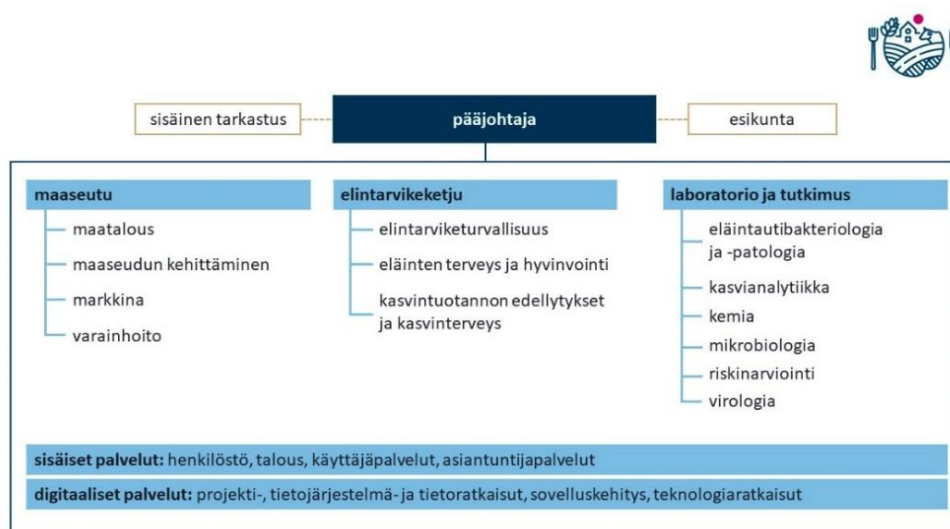 sisäinen tarkastus
pääjohtaja
esikunta
maaseutu
maatalous
maaseudun kehittäminen
markkina
varainhoito
elintarvikeketju
elintarviketurvallisuus
eläinten terveys ja hyvinvointi
kasvintuotannon edellytykset
ja kasvinterveys
laboratorio ja tutkimus
eläintautibakteriologia
ja -patologia
kasvianalytiikka
kemia
mikrobiologia
riskinarviointi
virologia
sisäiset palvelut: henkilöstö, talous, käyttäjäpalvelut, asiantuntijapalvelut
digitaaliset palvelut: projekti-, tietojärjestelmä- ja tietoratkaisut, sovelluskehitys, teknologiaratkaisut